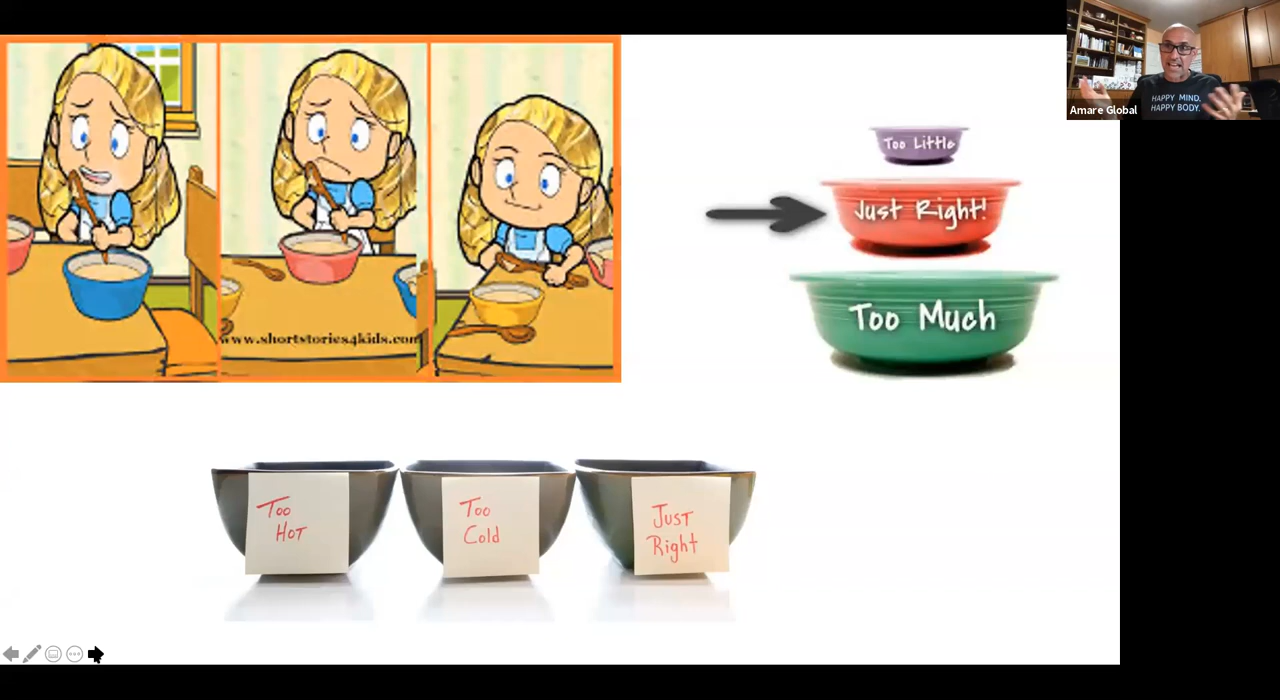 Too Little
Just Right!
Too Much
www.shortstories4kids.com
Too
Hot
Too
Cold
Just
Right
HAPPY MIND,
HAPPY BODY.
Amare Global